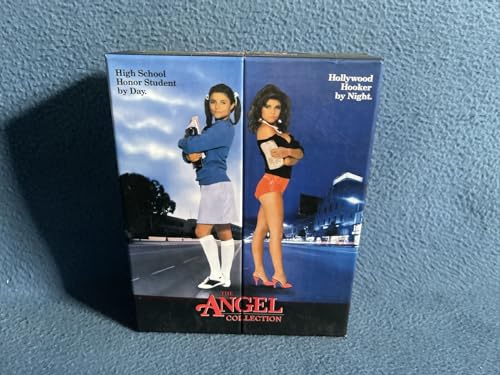 High School
Honor Student
by Day.
Hollywood
Hooker
by Night.
THE
ANGEL
COLLECTION